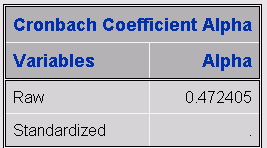 Cronbach Coefficient Alpha
Variables Alpha
Raw 0.472405
Standardized .